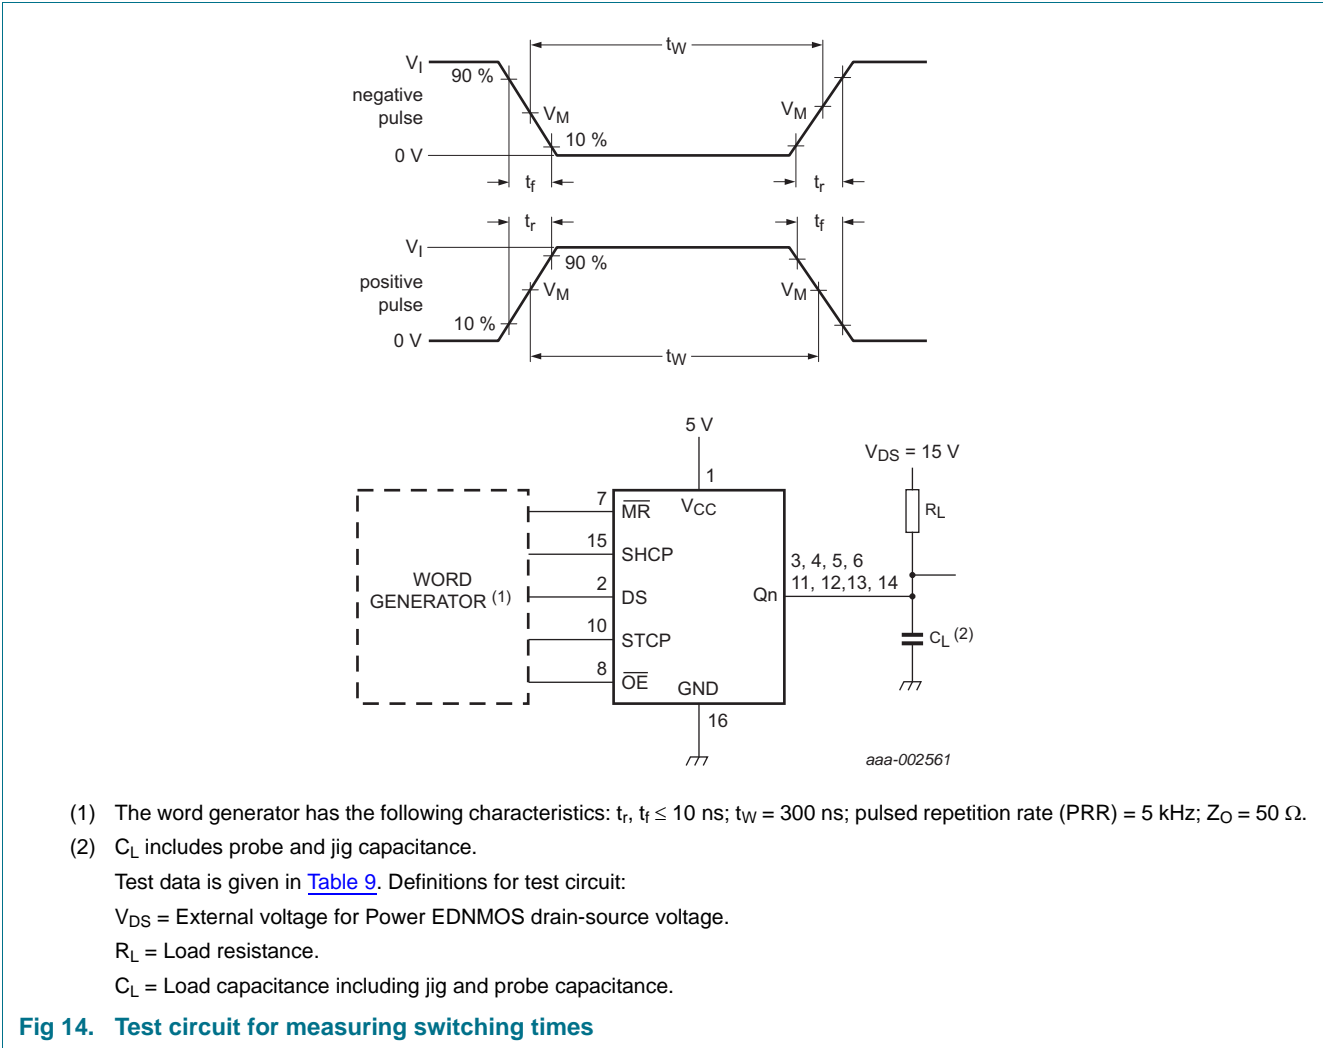 tW
VI
90 %
negative
pulse
VM
VM
10 %
0 V
tf
tr
tr
tf
VI
90 %
positive
pulse
VM
VM
10 %
0 V
tW
5 V
VDS = 15 V
1
7
MR
VCC
RL
15
SHCP
3, 4, 5, 6
WORD
GENERATOR (1)
2
DS
11, 12,13, 14
Qn
10
STCP
CL (2)
8
OE
GND
16
aaa-002561
(1) The word generator has the following characteristics: tr, tf ≤ 10 ns; tW = 300 ns; pulsed repetition rate (PRR) = 5 kHz; ZO = 50 Ω.
(2) CL includes probe and jig capacitance.
Test data is given in Table 9. Definitions for test circuit:
VDS = External voltage for Power EDNMOS drain-source voltage.
RL = Load resistance.
CL = Load capacitance including jig and probe capacitance.
Fig 14. Test circuit for measuring switching times